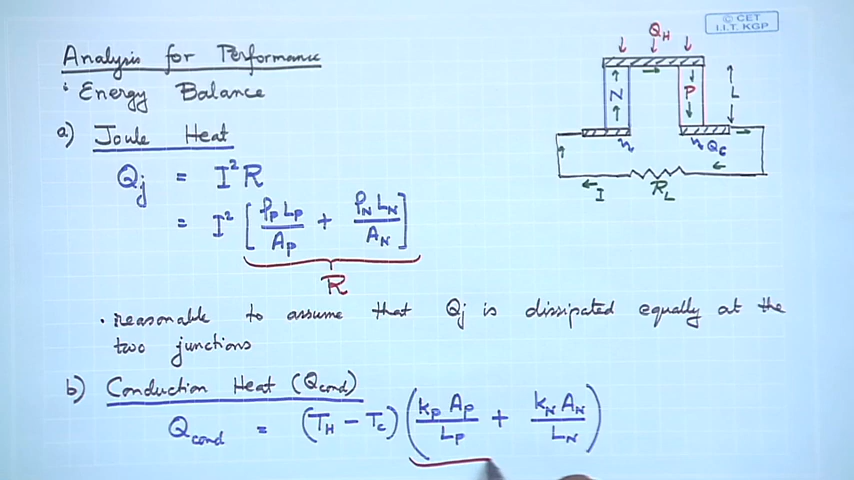 © CET
I.I.T. KGP
Analysis for Performance
Energy Balance
a) Joule Heat
Qj = I²R
= I² [ρP LP / AP + ρN LN / AN]
R
• reasonable to assume that Qj is dissipated equally at the
two junctions
b) Conduction Heat (Qcond)
Qcond = (TH − TC) (kP AP / LP + kN AN / LN)
QH
N P L
QC
I RL